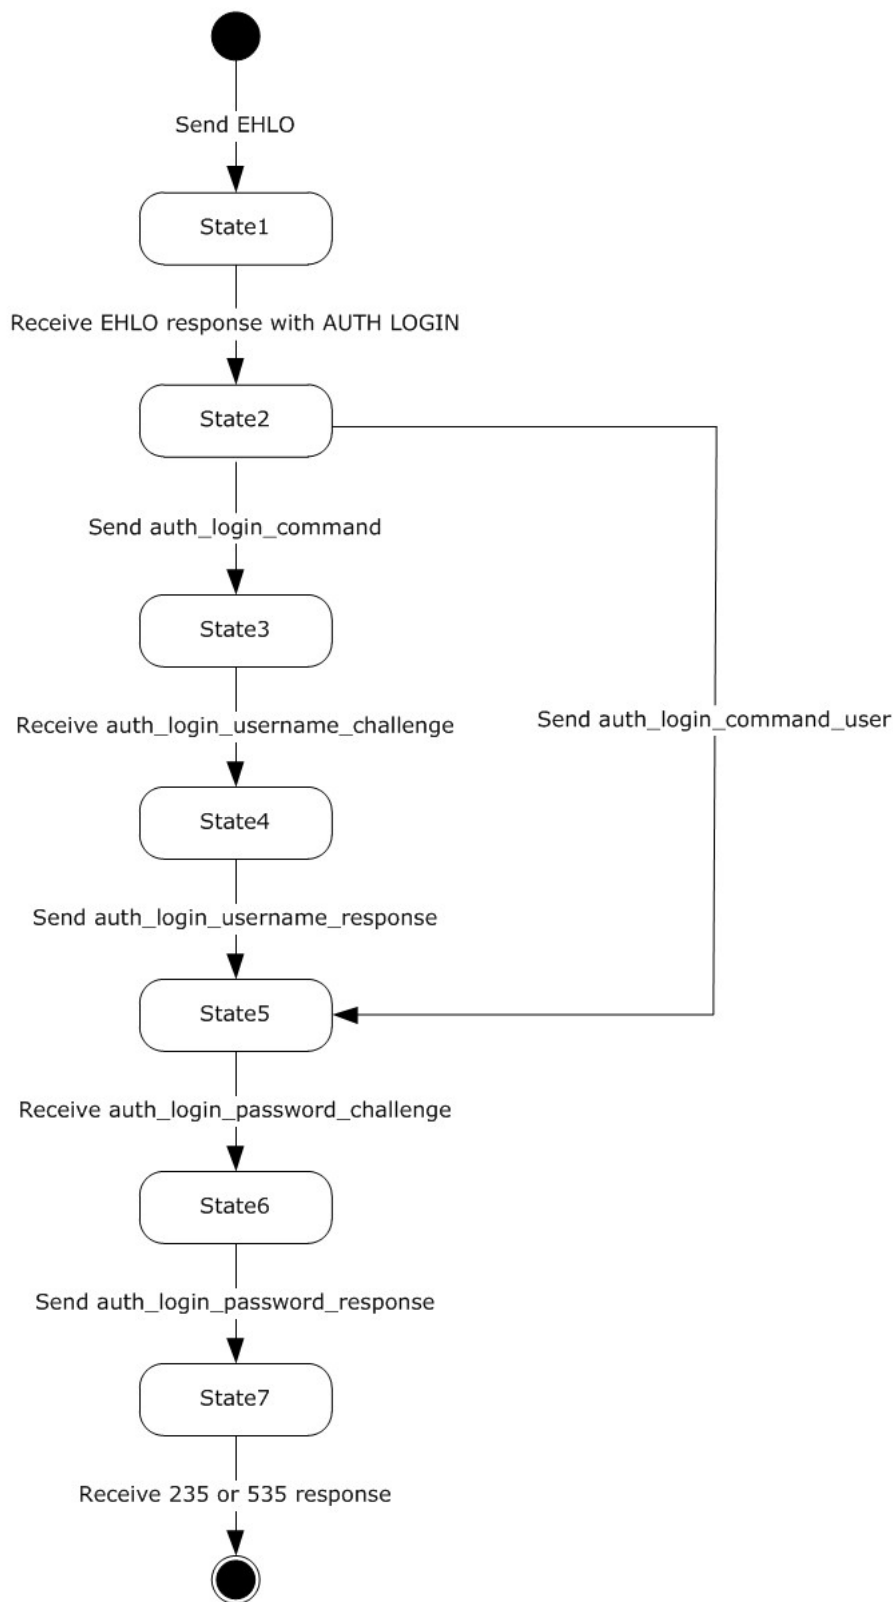 Send EHLO
State1
Receive EHLO response with AUTH LOGIN
State2
Send auth_login_command
State3
Receive auth_login_username_challenge
Send auth_login_command_user
State4
Send auth_login_username_response
State5
Receive auth_login_password_challenge
State6
Send auth_login_password_response
State7
Receive 235 or 535 response